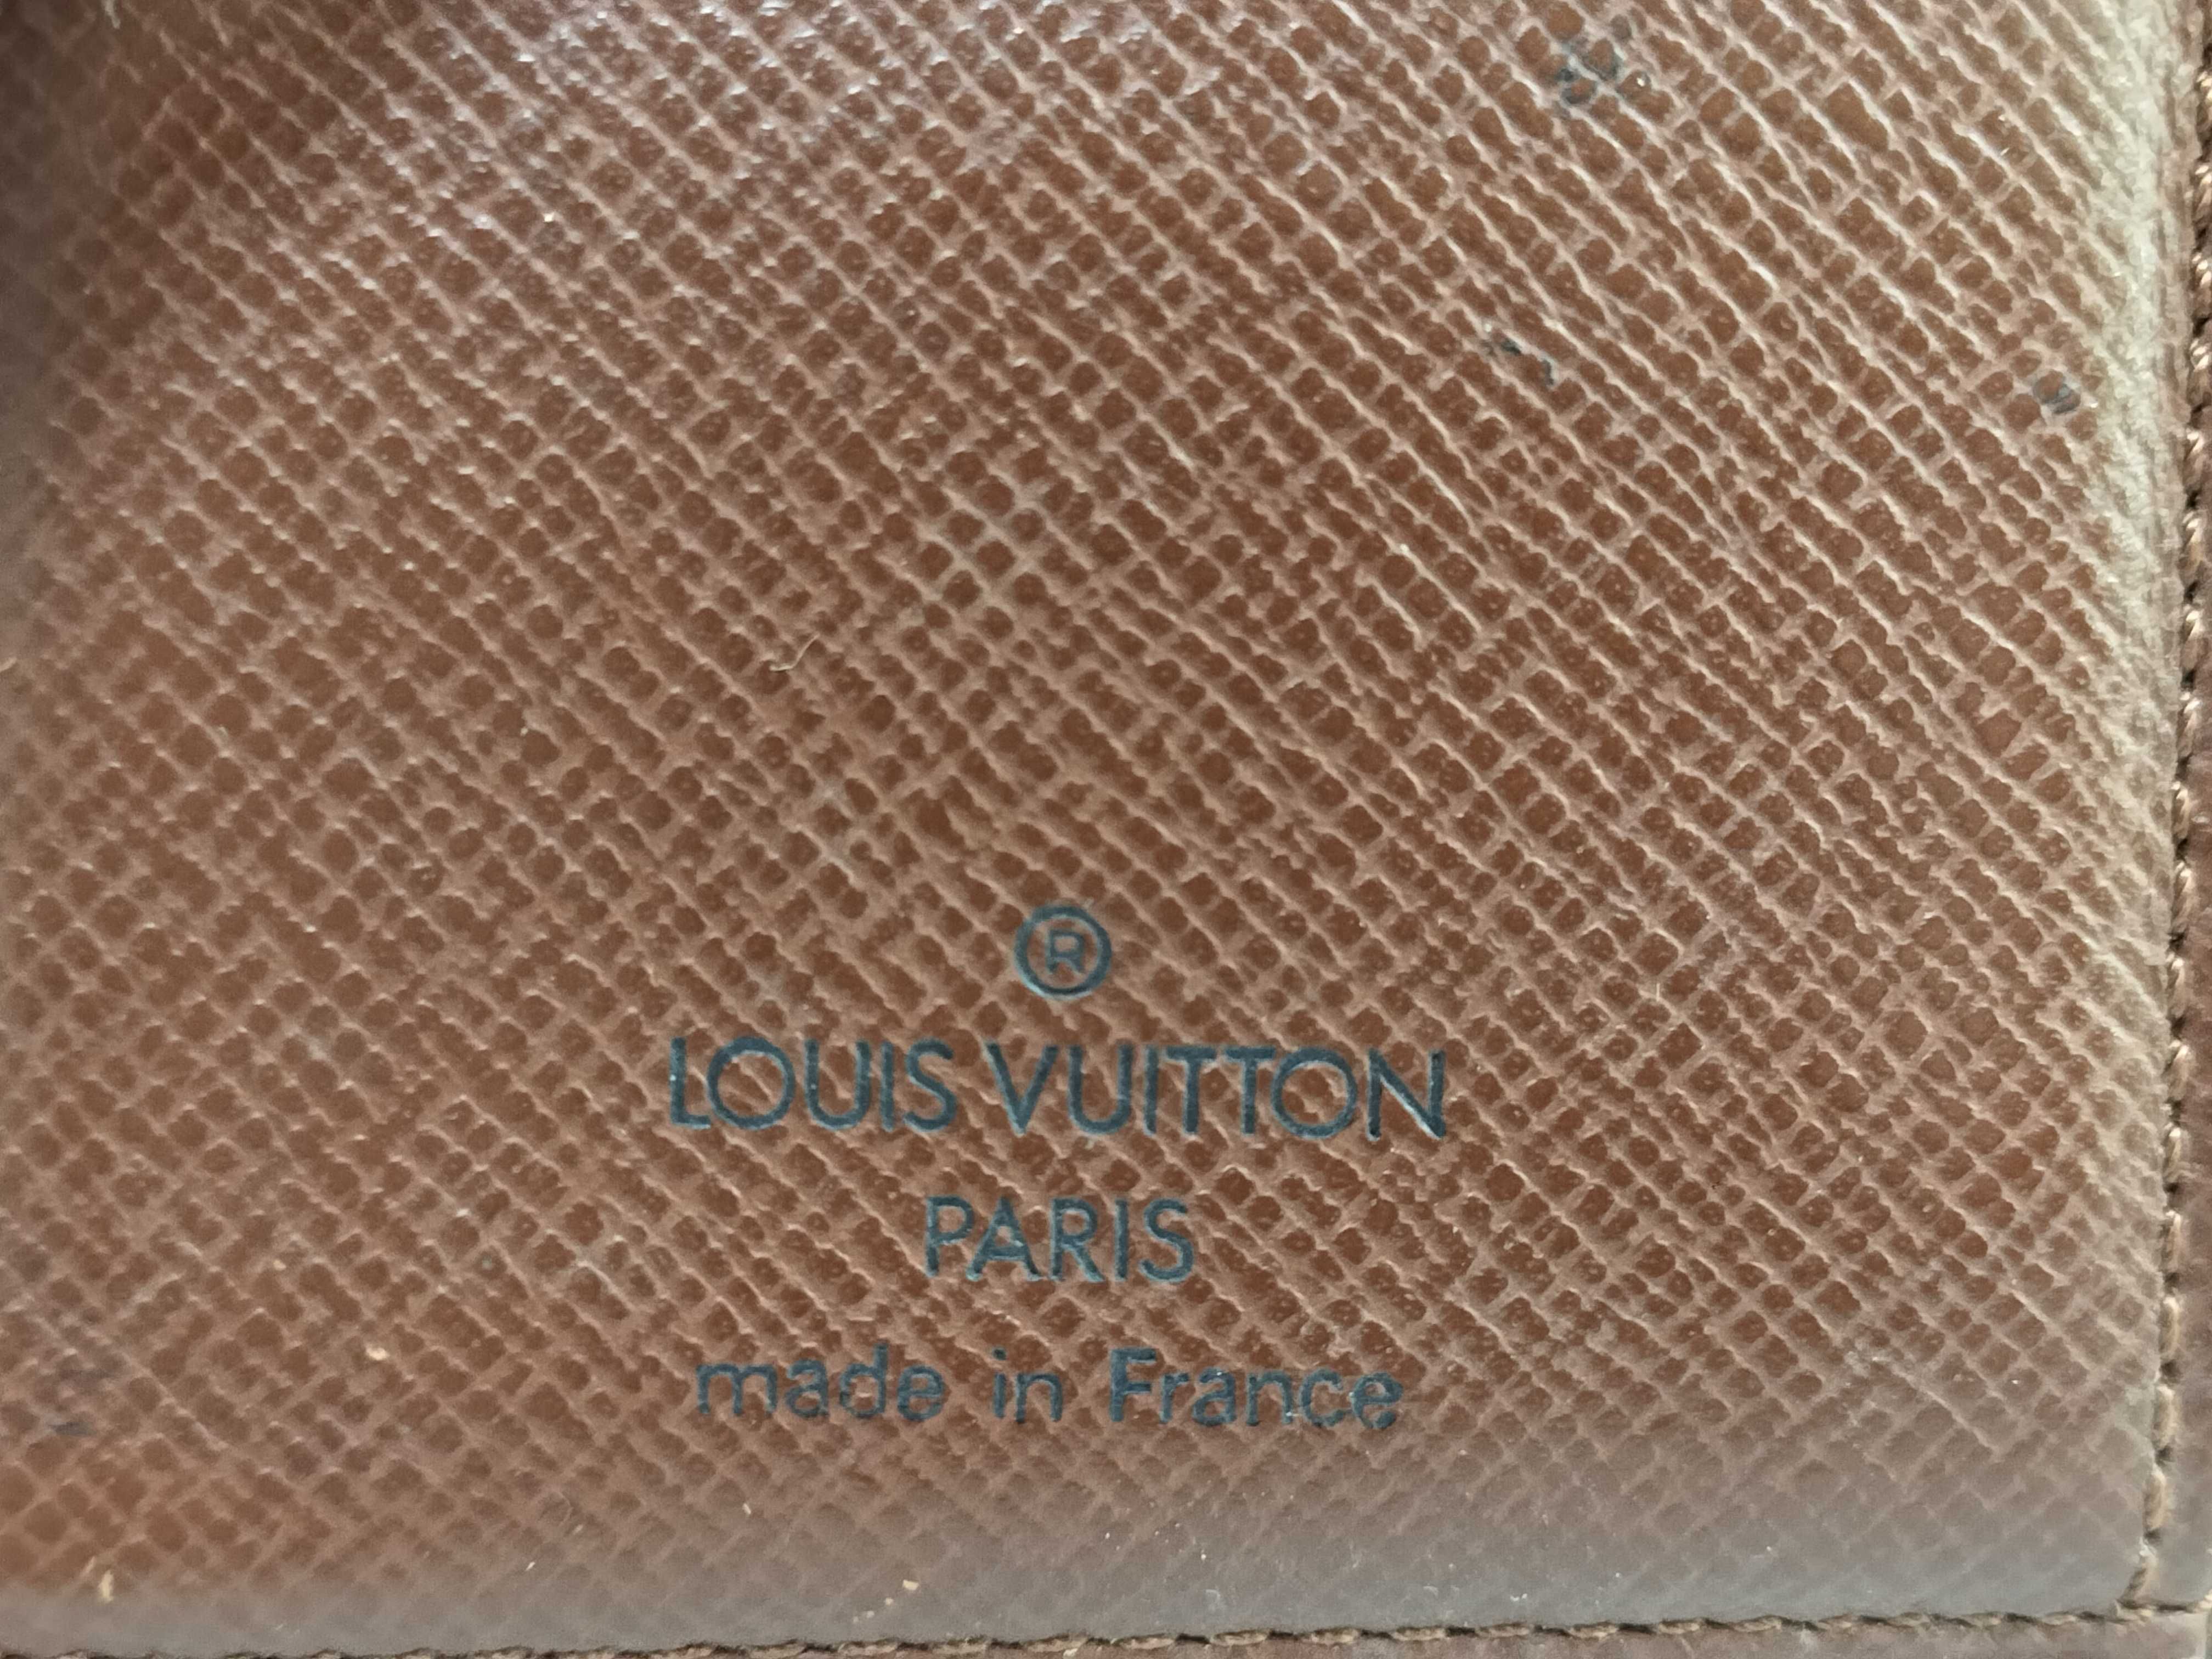 ®
LOUIS VUITTON
PARIS
made in France